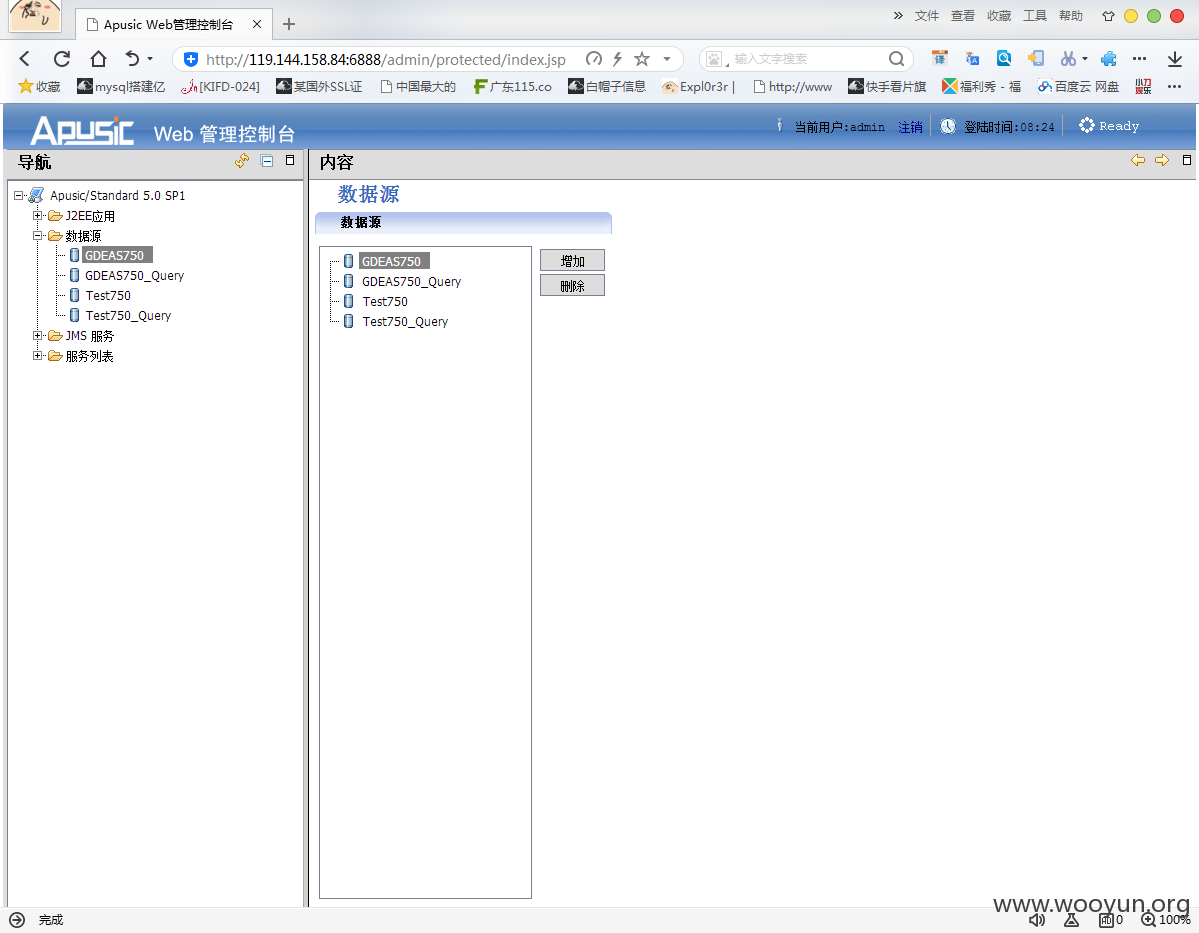 Apusic Web管理控制台
文件 查看 收藏 工具 帮助
http://119.144.158.84:6888/admin/protected/index.jsp
输入文字搜索
译
收藏 mysql搭建亿 [KIFD-024] 某国外SSL证 中国最大的 广东115.co 白帽子信息 Expl0r3r | http://www 快手看片旗 福利秀 - 福 百度云 网盘
Apusic Web 管理控制台
当前用户:admin 注销 登陆时间:08:24 Ready
导航
内容
Apusic/Standard 5.0 SP1
J2EE应用
数据源
GDEAS750
GDEAS750_Query
Test750
Test750_Query
JMS 服务
服务列表
数据源
数据源
GDEAS750
GDEAS750_Query
Test750
Test750_Query
增加
删除
www.wooyun.org
完成
0 100%